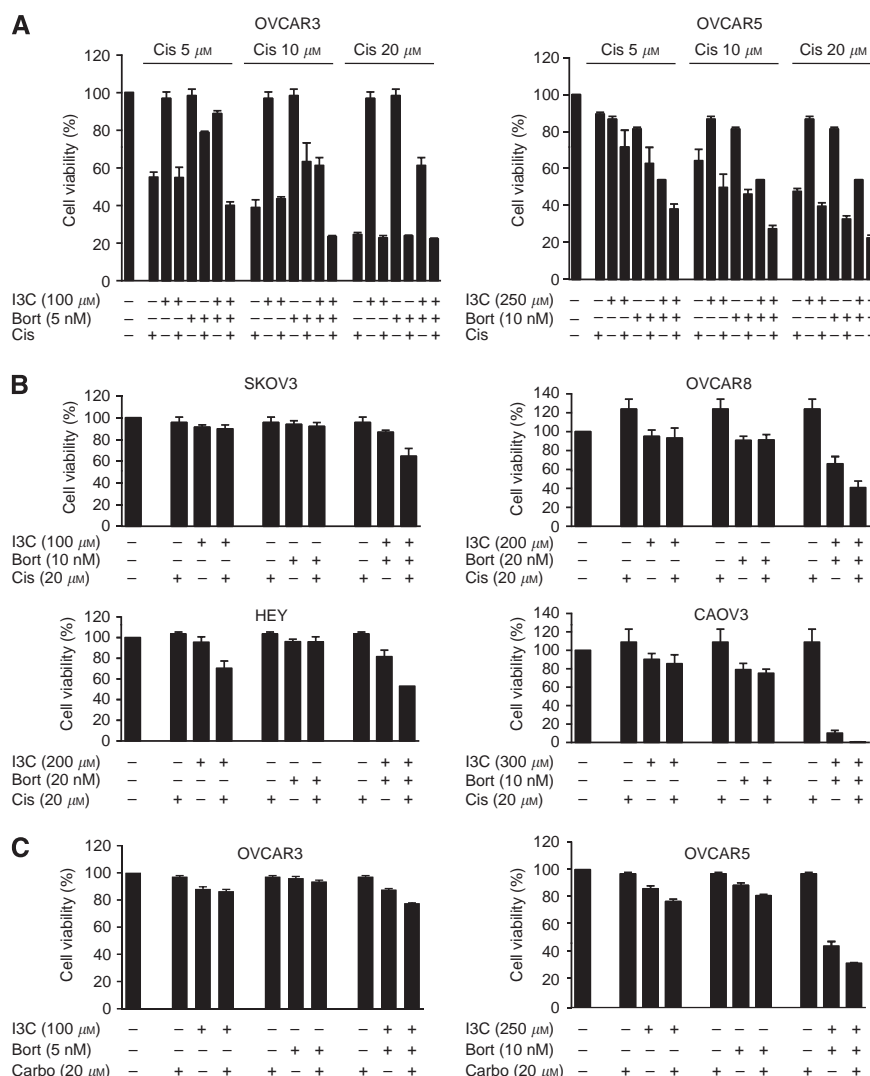 A
OVCAR3
Cis 5 μM Cis 10 μM Cis 20 μM
Cell viability (%)
120
100
80
60
40
20
0
I3C (100 μM) – – + + – – + + – + + – – + + – + + – – + +
Bort (5 nM) – – – – + + + + – – – + + + + – – – + + + +
Cis – + – + – + – + + – + – + – + + – + – + – +
OVCAR5
Cis 5 μM Cis 10 μM Cis 20 μM
Cell viability (%)
120
100
80
60
40
20
0
I3C (250 μM) – – + + – – + + – + + – – + + – + + – – + +
Bort (10 nM) – – – – + + + + – – – + + + + – – – + + + +
Cis – + – + – + – + + – + – + – + + – + – + – +
B
SKOV3
Cell viability (%)
120
100
80
60
40
20
0
I3C (100 μM) – – + + – – – – + +
Bort (10 nM) – – – – – + + – + +
Cis (20 μM) – + – + + – + + – +
OVCAR8
Cell viability (%)
140
120
100
80
60
40
20
0
I3C (200 μM) – – + + – – – – + +
Bort (20 nM) – – – – – + + – + +
Cis (20 μM) – + – + + – + + – +
HEY
Cell viability (%)
120
100
80
60
40
20
0
I3C (200 μM) – – + + – – – – + +
Bort (20 nM) – – – – – + + – + +
Cis (20 μM) – + – + + – + + – +
CAOV3
Cell viability (%)
140
120
100
80
60
40
20
0
I3C (300 μM) – – + + – – – – + +
Bort (10 nM) – – – – – + + – + +
Cis (20 μM) – + – + + – + + – +
C
OVCAR3
Cell viability (%)
120
100
80
60
40
20
0
I3C (100 μM) – – + + – – – – + +
Bort (5 nM) – – – – – + + – + +
Carbo (20 μM) – + – + + – + + – +
OVCAR5
Cell viability (%)
120
100
80
60
40
20
0
I3C (250 μM) – – + + – – – – + +
Bort (10 nM) – – – – – + + – + +
Carbo (20 μM) – + – + + – + + – +